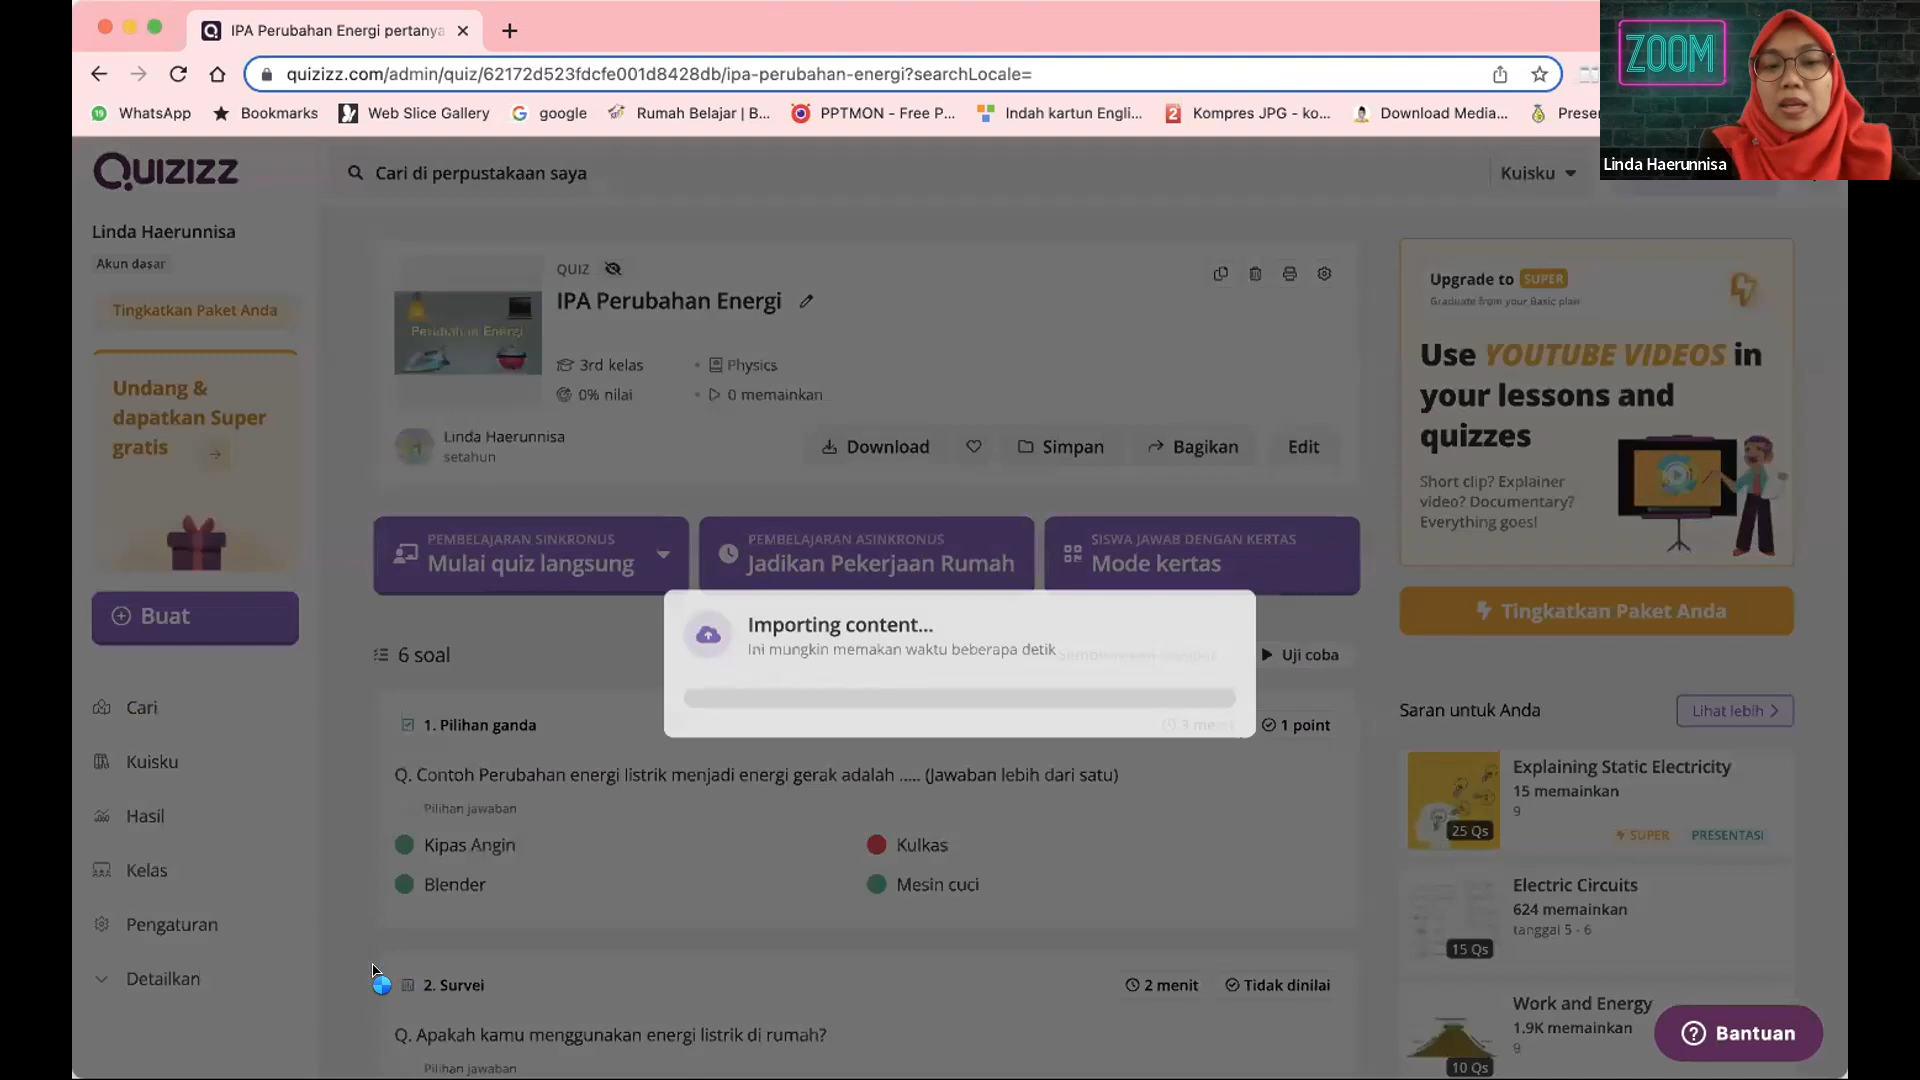 IPA Perubahan Energi pertanya
quizizz.com/admin/quiz/62172d523fdcfe001d8428db/ipa-perubahan-energi?searchLocale=
WhatsApp
Bookmarks
Web Slice Gallery
google
Rumah Belajar | B...
PPTMON - Free P...
Indah kartun Engli...
Kompres JPG - ko...
Download Media...
Preser
ZOOM
Linda Haerunnisa
Quizizz
Cari di perpustakaan saya
Kuisku
Linda Haerunnisa
Akun dasar
Tingkatkan Paket Anda
Undang &
dapatkan Super
gratis
Buat
Cari
Kuisku
Hasil
Kelas
Pengaturan
Detailkan
QUIZ
IPA Perubahan Energi
Perubahan Energi
3rd kelas
Physics
0% nilai
0 memainkan
Linda Haerunnisa
setahun
Download
Simpan
Bagikan
Edit
PEMBELAJARAN SINKRONUS
Mulai quiz langsung
PEMBELAJARAN ASINKRONUS
Jadikan Pekerjaan Rumah
SISWA JAWAB DENGAN KERTAS
Mode kertas
Importing content...
Ini mungkin memakan waktu beberapa detik
6 soal
Uji coba
1. Pilihan ganda
3 menit
1 point
Q. Contoh Perubahan energi listrik menjadi energi gerak adalah ..... (Jawaban lebih dari satu)
Pilihan jawaban
Kipas Angin
Kulkas
Blender
Mesin cuci
2. Survei
2 menit
Tidak dinilai
Q. Apakah kamu menggunakan energi listrik di rumah?
Pilihan jawaban
Upgrade to SUPER
Graduate from your Basic plan
Use YOUTUBE VIDEOS in
your lessons and
quizzes
Short clip? Explainer
video? Documentary?
Everything goes!
Tingkatkan Paket Anda
Saran untuk Anda
Lihat lebih
Explaining Static Electricity
15 memainkan
9
25 Qs
SUPER
PRESENTASI
Electric Circuits
624 memainkan
tanggal 5 - 6
15 Qs
Work and Energy
1.9K memainkan
9
10 Qs
Bantuan